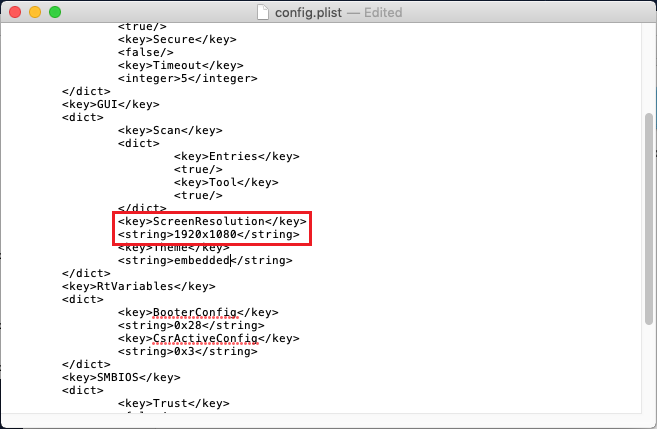 config.plist — Edited
<true/>
<key>Secure</key>
<false/>
<key>Timeout</key>
<integer>5</integer>
</dict>
<key>GUI</key>
<dict>
<key>Scan</key>
<dict>
<key>Entries</key>
<true/>
<key>Tool</key>
<true/>
</dict>
<key>ScreenResolution</key>
<string>1920x1080</string>
<key>Theme</key>
<string>embedded</string>
</dict>
<key>RtVariables</key>
<dict>
<key>BooterConfig</key>
<string>0x28</string>
<key>CsrActiveConfig</key>
<string>0x3</string>
</dict>
<key>SMBIOS</key>
<dict>
<key>Trust</key>